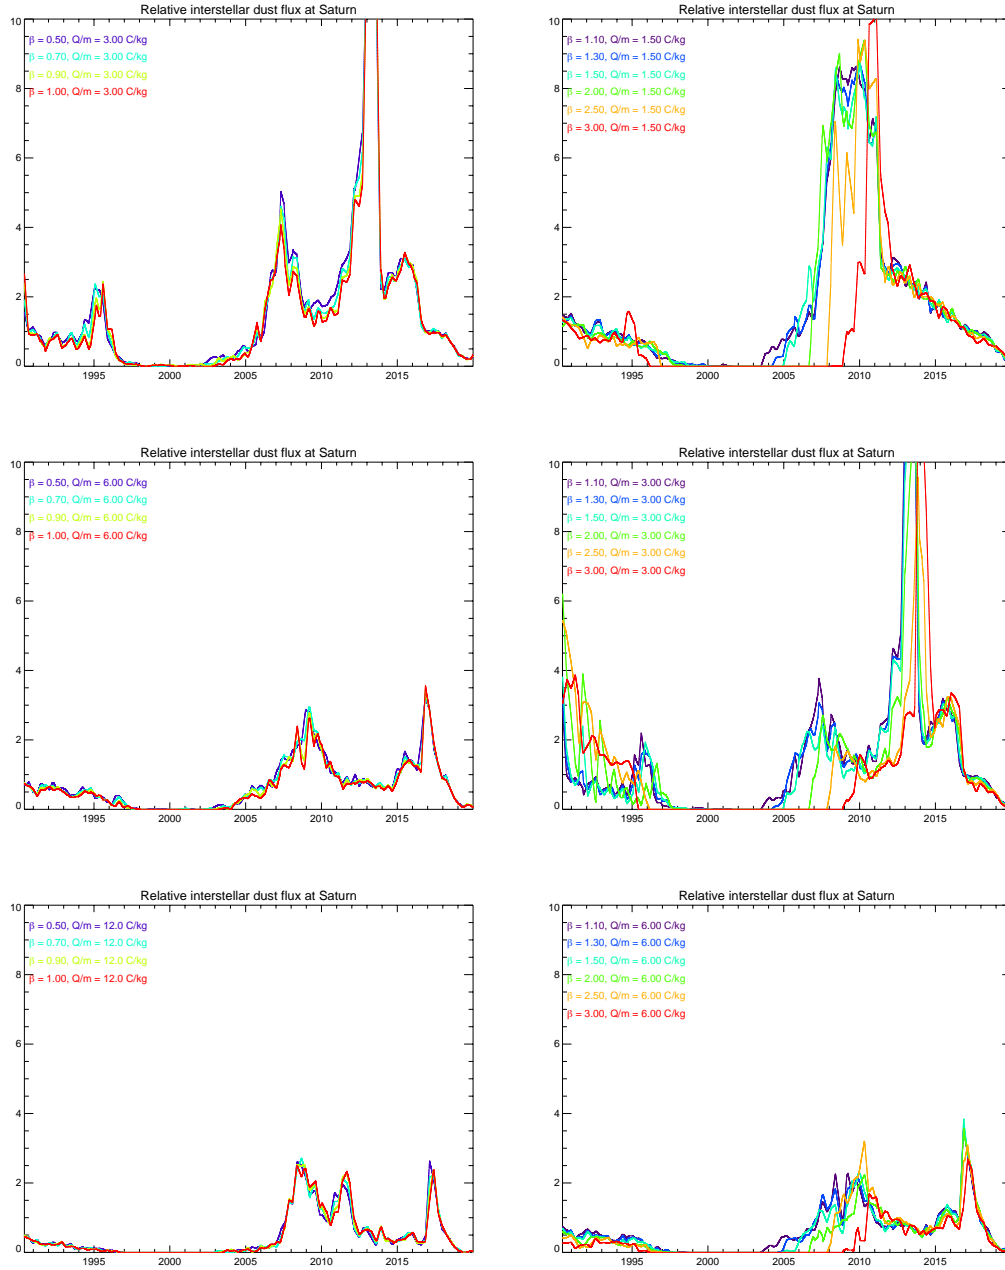 Relative interstellar dust flux at Saturn
10
β = 0.50, Q/m = 3.00 C/kg
β = 0.70, Q/m = 3.00 C/kg
β = 0.90, Q/m = 3.00 C/kg
β = 1.00, Q/m = 3.00 C/kg
8
6
4
2
0
1995 2000 2005 2010 2015
Relative interstellar dust flux at Saturn
10
β = 1.10, Q/m = 1.50 C/kg
β = 1.30, Q/m = 1.50 C/kg
β = 1.50, Q/m = 1.50 C/kg
β = 2.00, Q/m = 1.50 C/kg
β = 2.50, Q/m = 1.50 C/kg
β = 3.00, Q/m = 1.50 C/kg
8
6
4
2
0
1995 2000 2005 2010 2015
Relative interstellar dust flux at Saturn
10
β = 0.50, Q/m = 6.00 C/kg
β = 0.70, Q/m = 6.00 C/kg
β = 0.90, Q/m = 6.00 C/kg
β = 1.00, Q/m = 6.00 C/kg
8
6
4
2
0
1995 2000 2005 2010 2015
Relative interstellar dust flux at Saturn
10
β = 1.10, Q/m = 3.00 C/kg
β = 1.30, Q/m = 3.00 C/kg
β = 1.50, Q/m = 3.00 C/kg
β = 2.00, Q/m = 3.00 C/kg
β = 2.50, Q/m = 3.00 C/kg
β = 3.00, Q/m = 3.00 C/kg
8
6
4
2
0
1995 2000 2005 2010 2015
Relative interstellar dust flux at Saturn
10
β = 0.50, Q/m = 12.0 C/kg
β = 0.70, Q/m = 12.0 C/kg
β = 0.90, Q/m = 12.0 C/kg
β = 1.00, Q/m = 12.0 C/kg
8
6
4
2
0
1995 2000 2005 2010 2015
Relative interstellar dust flux at Saturn
10
β = 1.10, Q/m = 6.00 C/kg
β = 1.30, Q/m = 6.00 C/kg
β = 1.50, Q/m = 6.00 C/kg
β = 2.00, Q/m = 6.00 C/kg
β = 2.50, Q/m = 6.00 C/kg
β = 3.00, Q/m = 6.00 C/kg
8
6
4
2
0
1995 2000 2005 2010 2015